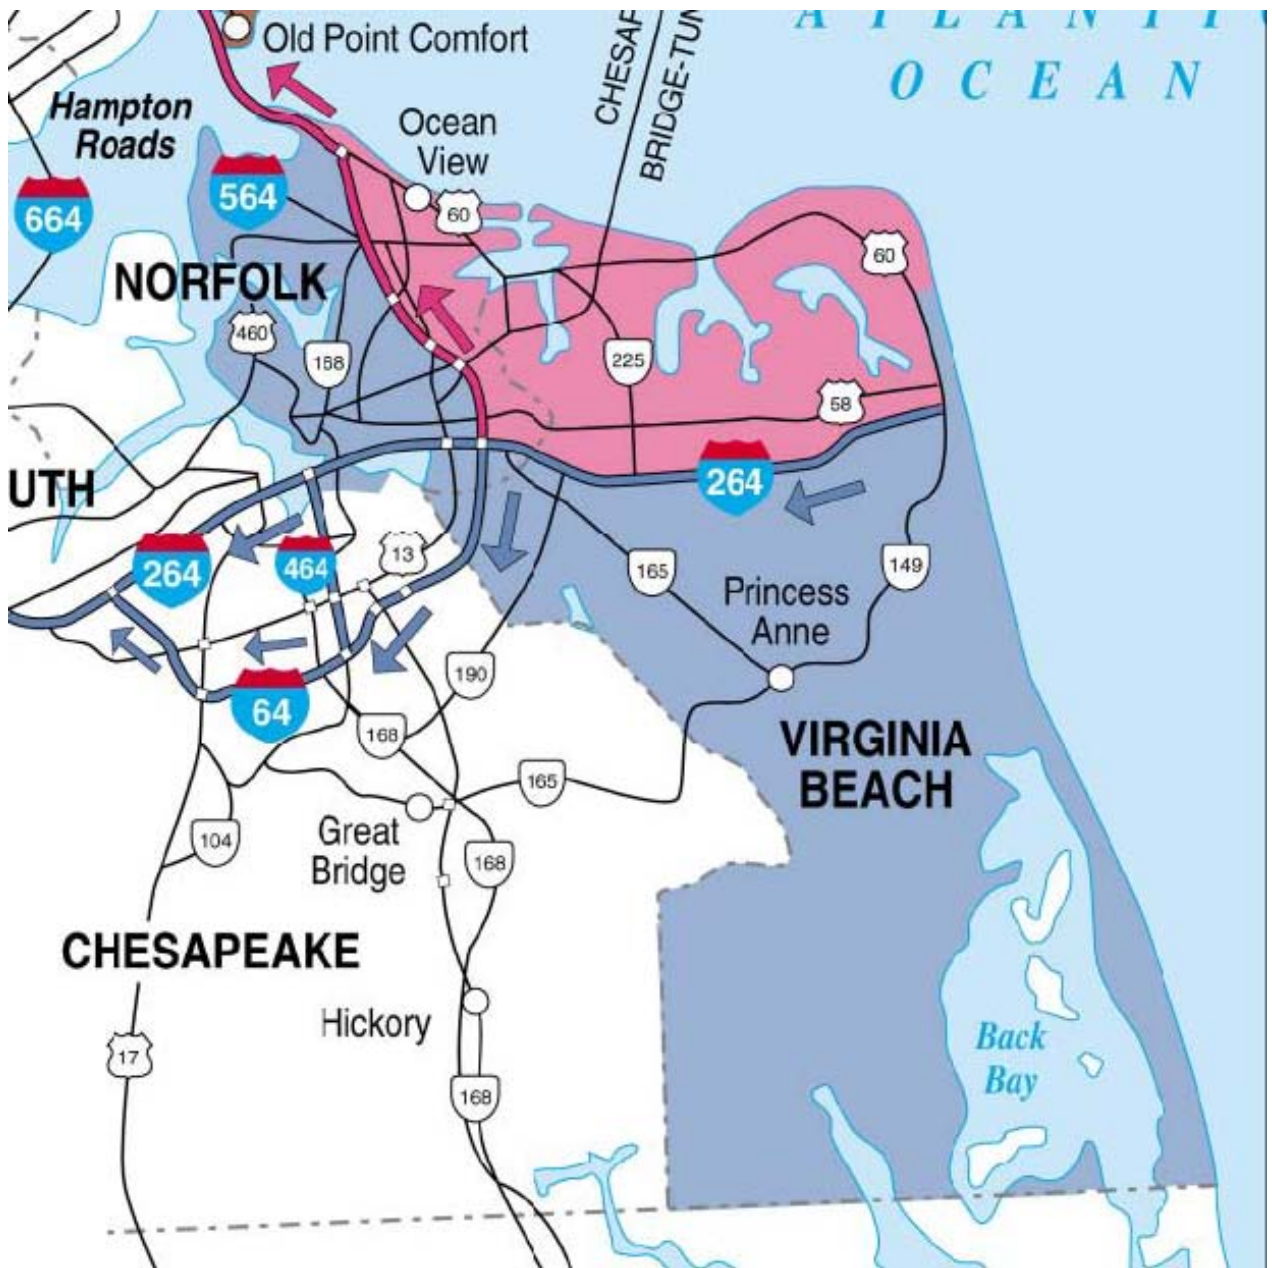 ATLANTIC
OCEAN
Old Point Comfort
CHESAP
BRIDGE-TUN
Hampton
Roads
Ocean
View
564
664
60
60
NORFOLK
460
168
225
58
UTH
264
264
464
13
165
149
Princess
Anne
190
64
168
VIRGINIA
BEACH
165
Great
Bridge
104
168
CHESAPEAKE
Hickory
17
168
Back
Bay